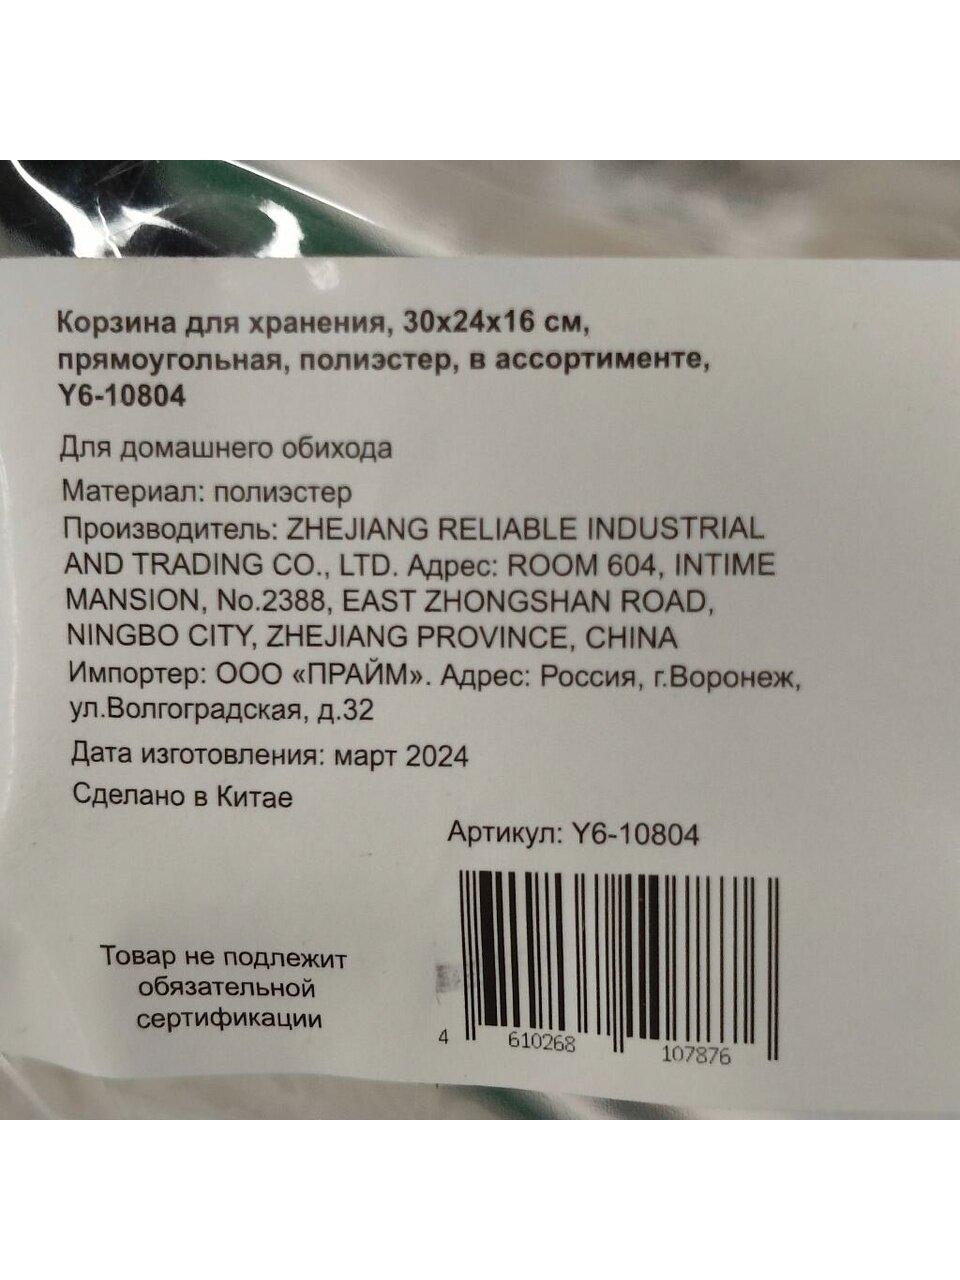 Корзина для хранения, 30х24х16 см,
прямоугольная, полиэстер, в ассортименте,
Y6-10804
Для домашнего обихода
Материал: полиэстер
Производитель: ZHEJIANG RELIABLE INDUSTRIAL
AND TRADING CO., LTD. Адрес: ROOM 604, INTIME
MANSION, No.2388, EAST ZHONGSHAN ROAD,
NINGBO CITY, ZHEJIANG PROVINCE, CHINA
Импортер: ООО «ПРАЙМ». Адрес: Россия, г.Воронеж,
ул.Волгоградская, д.32
Дата изготовления: март 2024
Сделано в Китае
Артикул: Y6-10804
Товар не подлежит
обязательной
сертификации
4 610268 107876